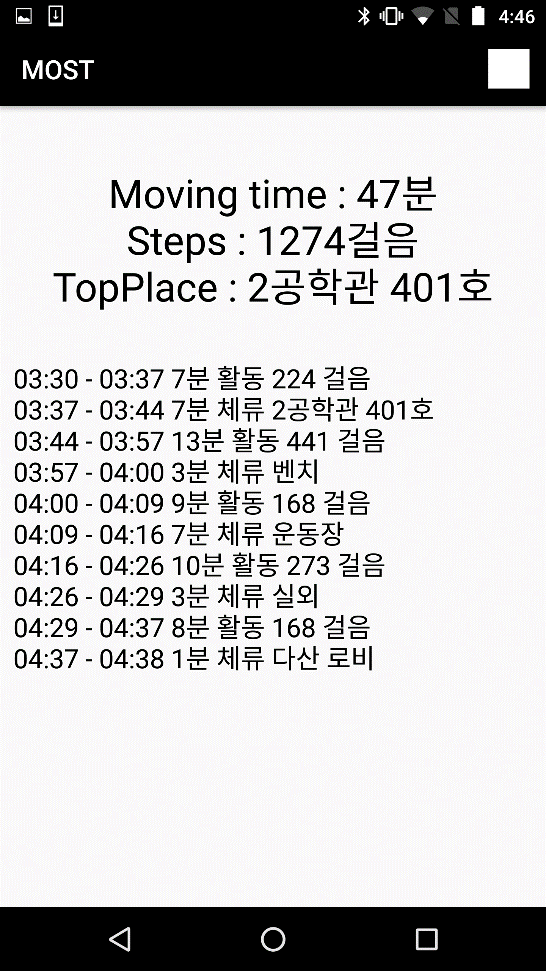 4:46
MOST
Moving time : 47분
Steps : 1274걸음
TopPlace : 2공학관 401호
03:30 - 03:37 7분 활동 224 걸음
03:37 - 03:44 7분 체류 2공학관 401호
03:44 - 03:57 13분 활동 441 걸음
03:57 - 04:00 3분 체류 벤치
04:00 - 04:09 9분 활동 168 걸음
04:09 - 04:16 7분 체류 운동장
04:16 - 04:26 10분 활동 273 걸음
04:26 - 04:29 3분 체류 실외
04:29 - 04:37 8분 활동 168 걸음
04:37 - 04:38 1분 체류 다산 로비